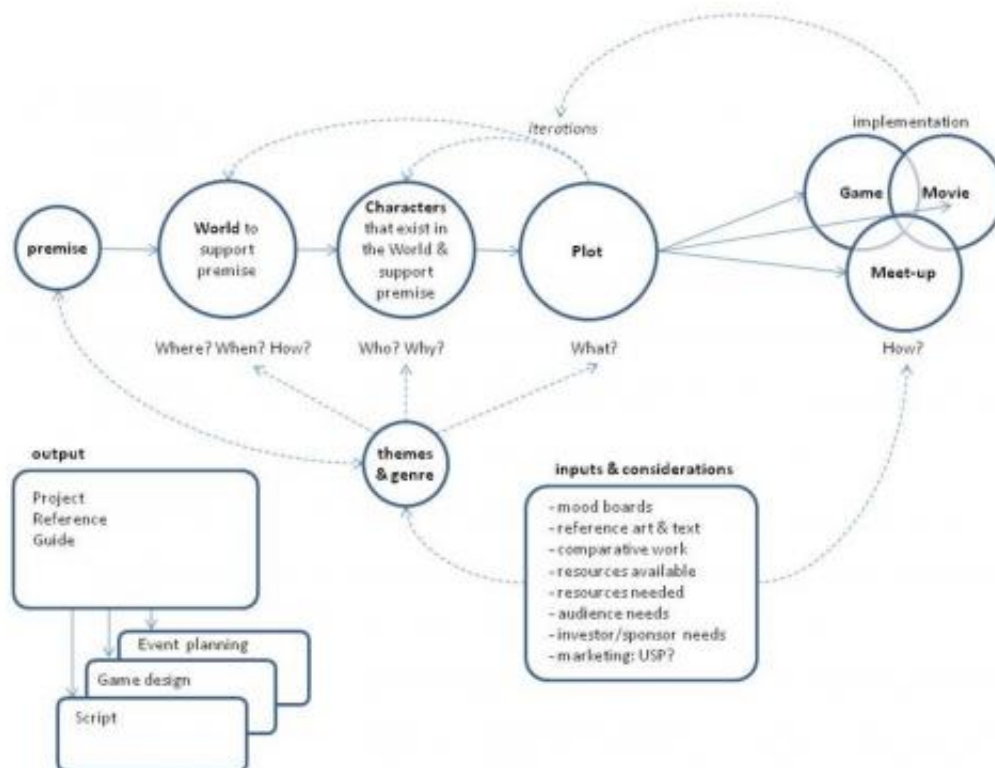 iterations
implementation
premise
World to
support
premise
Characters
that exist in
the World &
support
premise
Plot
Game
Movie
Meet-up
Where? When? How?
Who? Why?
What?
How?
themes
& genre
output
Project
Reference
Guide
Event planning
Game design
Script
inputs & considerations
- mood boards
- reference art & text
- comparative work
- resources available
- resources needed
- audience needs
- investor/sponsor needs
- marketing: USP?